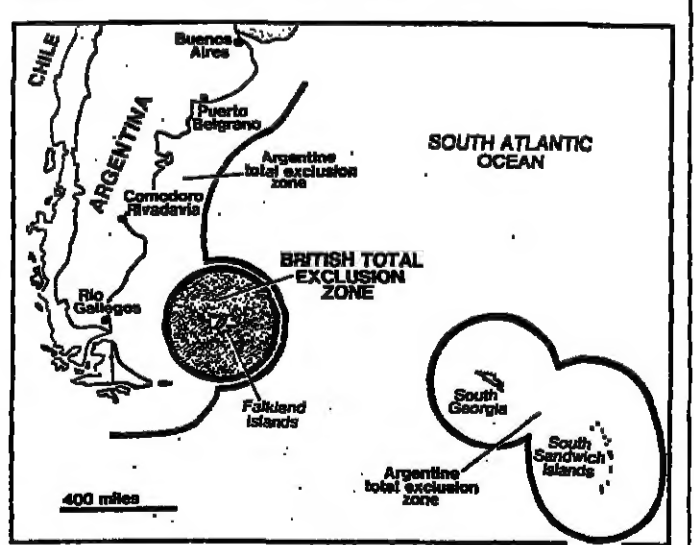 Buenos
Aires
CHILE
ARGENTINA
Puerto
Belgrano
SOUTH ATLANTIC
OCEAN
Argentine
total exclusion
zone
Comodoro
Rivadavia
BRITISH TOTAL
EXCLUSION
ZONE
Rio
Gallegos
Falkland
Islands
South
Georgia
South
Sandwich
Islands
Argentine
total exclusion
zone
400 miles